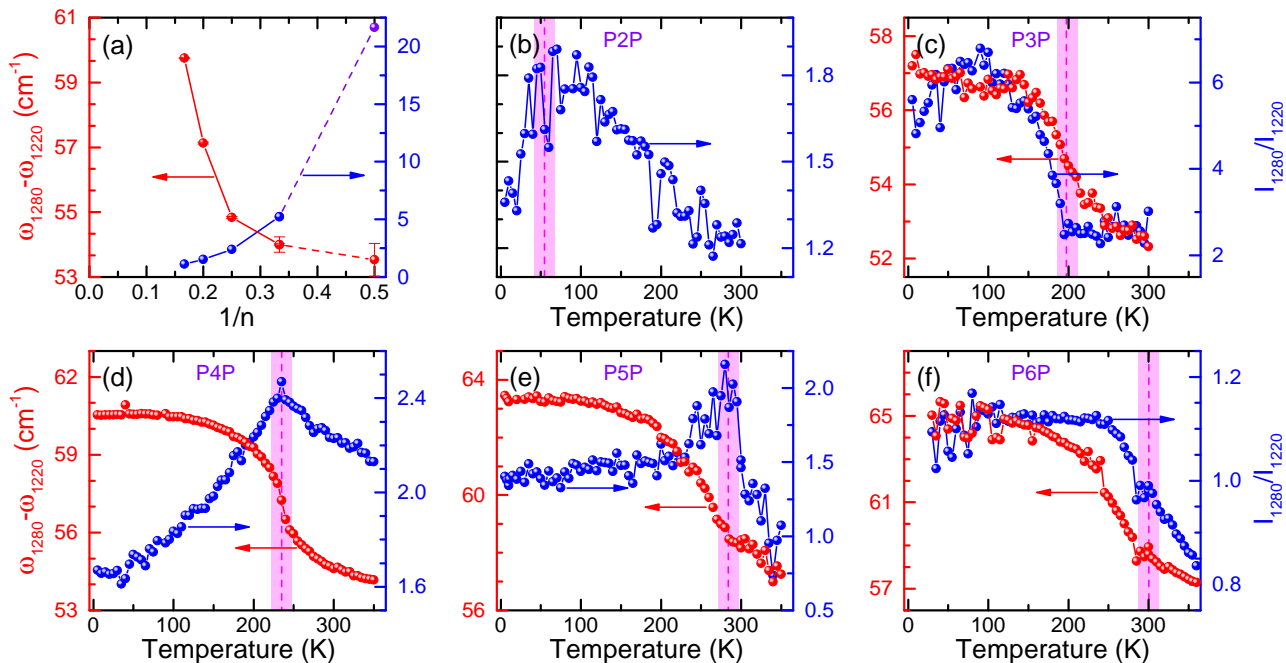 (a)
ω1280-ω1220 (cm-1)
61
59
57
55
53
20
15
10
5
0
0.0 0.1 0.2 0.3 0.4 0.5
1/n
(b)
P2P
1.8
1.5
1.2
0 100 200 300
Temperature (K)
(c)
P3P
58
56
54
52
6
4
2
I1280/I1220
0 100 200 300
Temperature (K)
(d)
P4P
ω1280-ω1220 (cm-1)
62
59
56
53
2.4
2.0
1.6
0 100 200 300
Temperature (K)
(e)
P5P
64
60
56
2.0
1.5
1.0
0.5
0 100 200 300
Temperature (K)
(f)
P6P
65
61
57
1.2
1.0
0.8
I1280/I1220
0 100 200 300
Temperature (K)